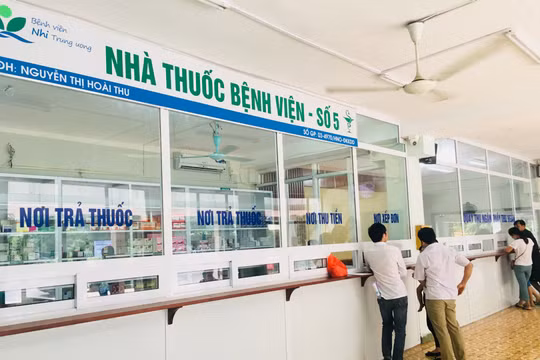 Bệnh viện
Nhi Trung ương
NHÀ THUỐC BỆNH VIỆN - SỐ 5
ĐH: NGUYỄN THỊ HOÀI THU
NƠI TRẢ THUỐC
NƠI TRẢ THUỐC
NƠI THU TIỀN
NƠI XẾP ĐƠN